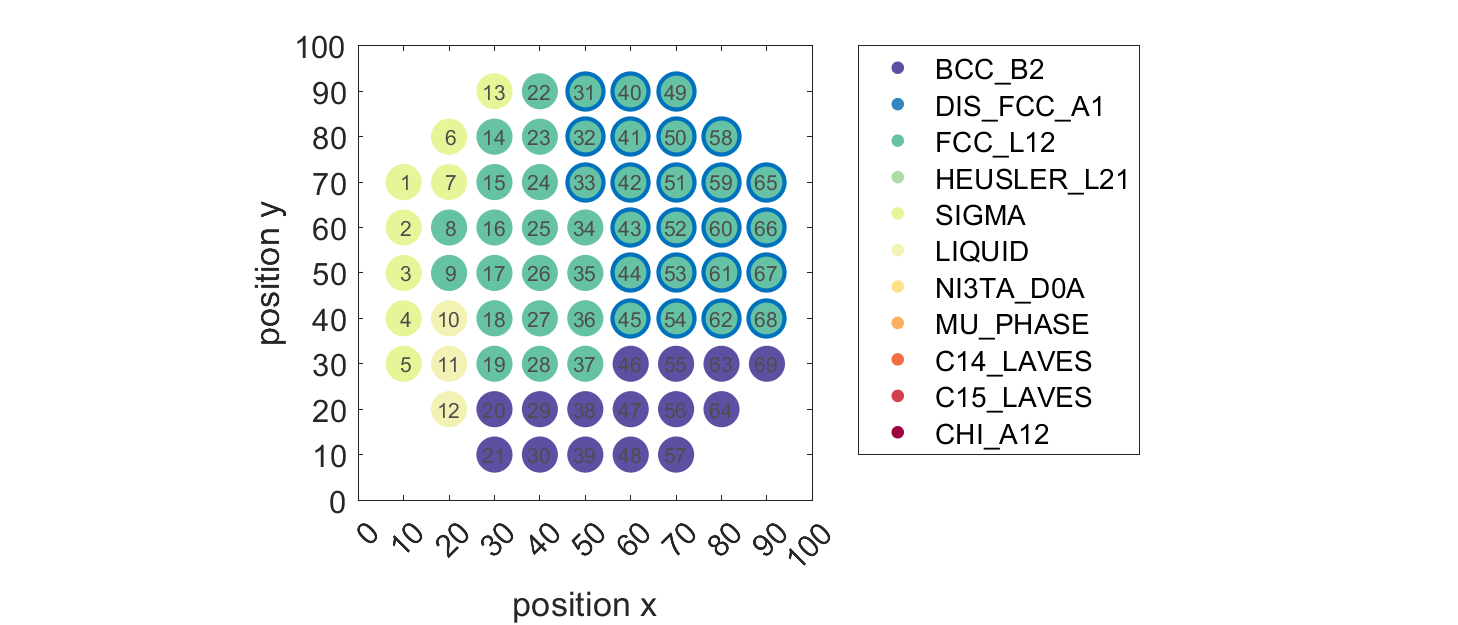 100
90
80
70
60
50
40
30
20
10
0
position y
13 22 31 40 49
6 14 23 32 41 50 58
1 7 15 24 33 42 51 59 65
2 8 16 25 34 43 52 60 66
3 9 17 26 35 44 53 61 67
4 10 18 27 36 45 54 62 68
5 11 19 28 37 46 55 63 69
12 20 29 38 47 56 64
21 30 39 48 57
0 10 20 30 40 50 60 70 80 90 100
position x
BCC_B2
DIS_FCC_A1
FCC_L12
HEUSLER_L21
SIGMA
LIQUID
NI3TA_D0A
MU_PHASE
C14_LAVES
C15_LAVES
CHI_A12